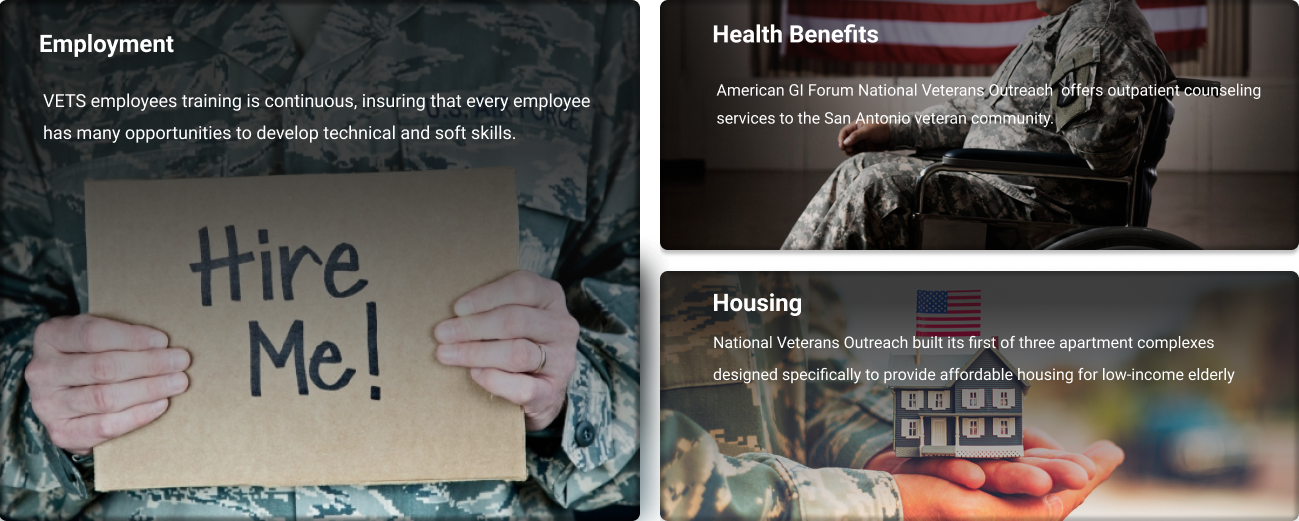 Employment
VETS employees training is continuous, insuring that every employee
has many opportunities to develop technical and soft skills.
U.S. AIR FORCE
Hire
Me!
Health Benefits
American GI Forum National Veterans Outreach offers outpatient counseling
services to the San Antonio veteran community.
Housing
National Veterans Outreach built its first of three apartment complexes
designed specifically to provide affordable housing for low-income elderly